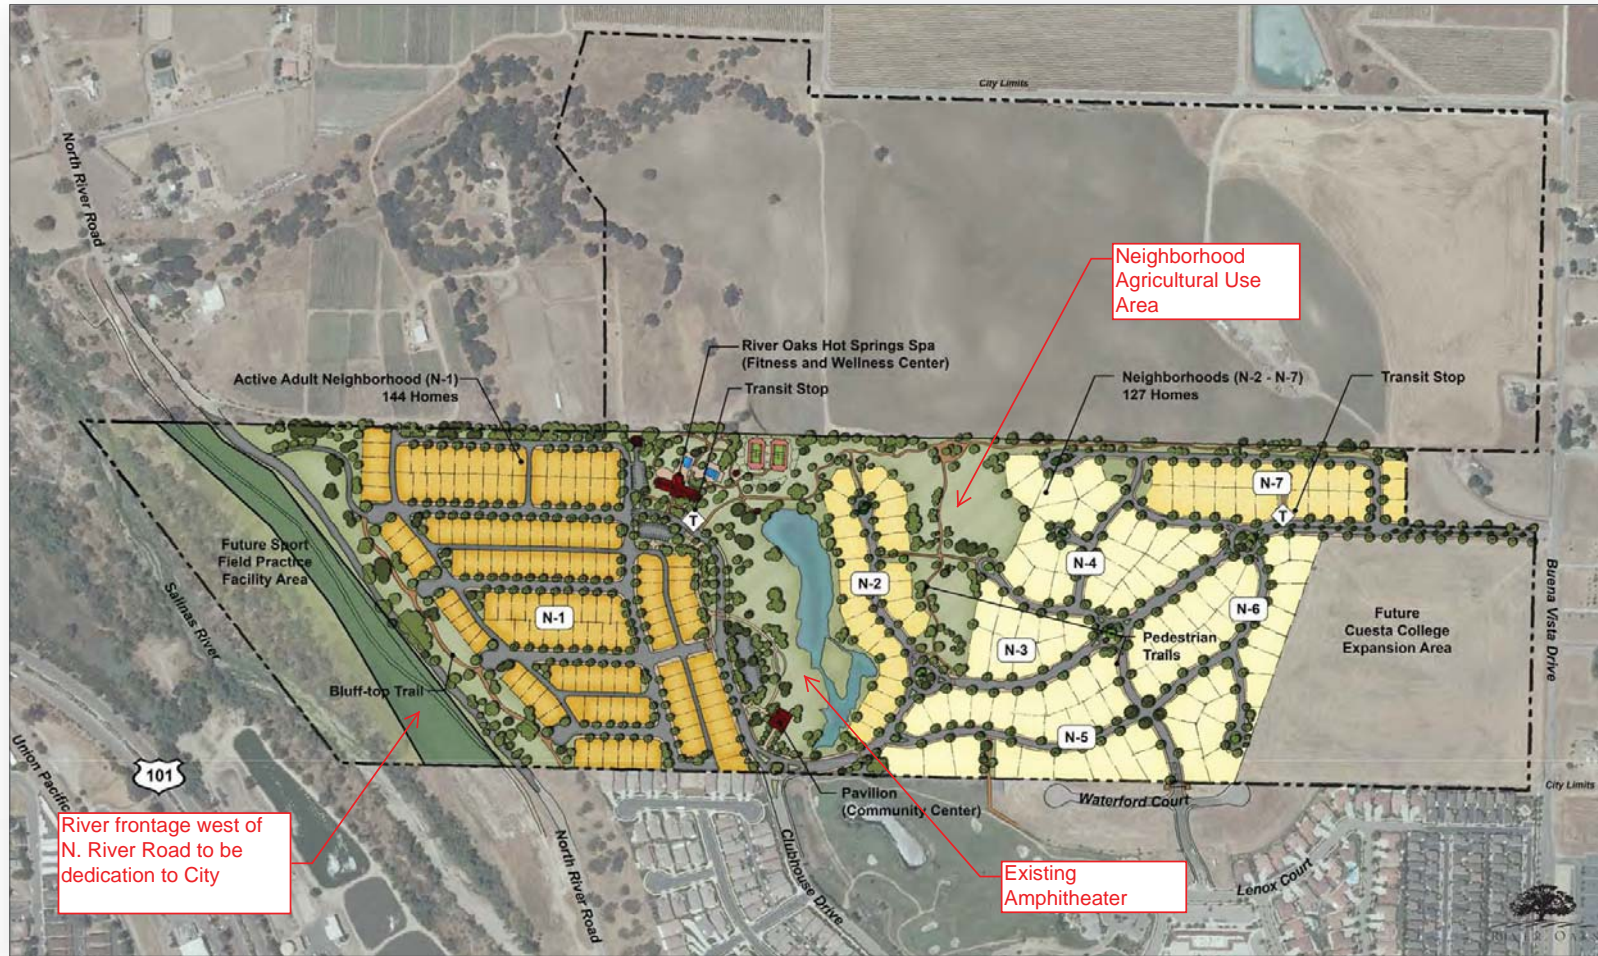 City Limits
North River Road
Neighborhood
Agricultural Use
Area
River Oaks Hot Springs Spa
(Fitness and Wellness Center)
Transit Stop
Active Adult Neighborhood (N-1)
144 Homes
Neighborhoods (N-2 - N-7)
127 Homes
Transit Stop
N-7
T
T
Future Sport
Field Practice
Facility Area
Salinas River
N-1
N-2
N-4
N-3
N-6
N-5
Pedestrian
Trails
Future
Cuesta College
Expansion Area
Buena Vista Drive
Bluff-top Trail
Union Pacific
101
Pavilion
(Community Center)
Waterford Court
City Limits
River frontage west of
N. River Road to be
dedication to City
North River Road
Clubhouse Drive
Existing
Amphitheater
Lenox Court